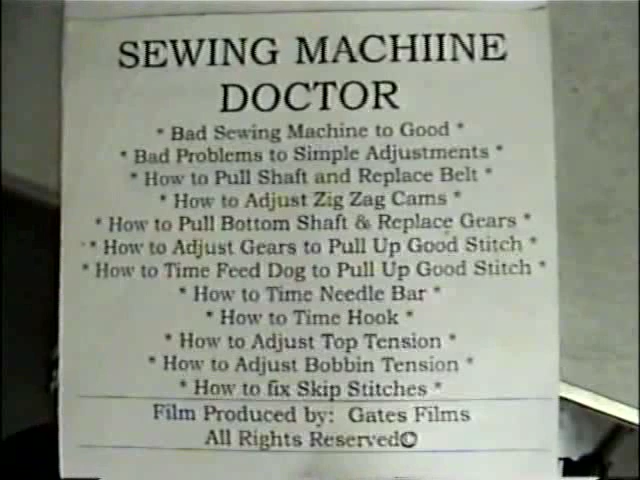 SEWING MACHIINE
DOCTOR
* Bad Sewing Machine to Good *
* Bad Problems to Simple Adjustments *
* How to Pull Shaft and Replace Belt *
* How to Adjust Zig Zag Cams *
* How to Pull Bottom Shaft & Replace Gears *
* How to Adjust Gears to Pull Up Good Stitch *
* How to Time Feed Dog to Pull Up Good Stitch *
* How to Time Needle Bar *
* How to Time Hook *
* How to Adjust Top Tension *
* How to Adjust Bobbin Tension *
* How to fix Skip Stitches *
Film Produced by: Gates Films
All Rights Reserved©